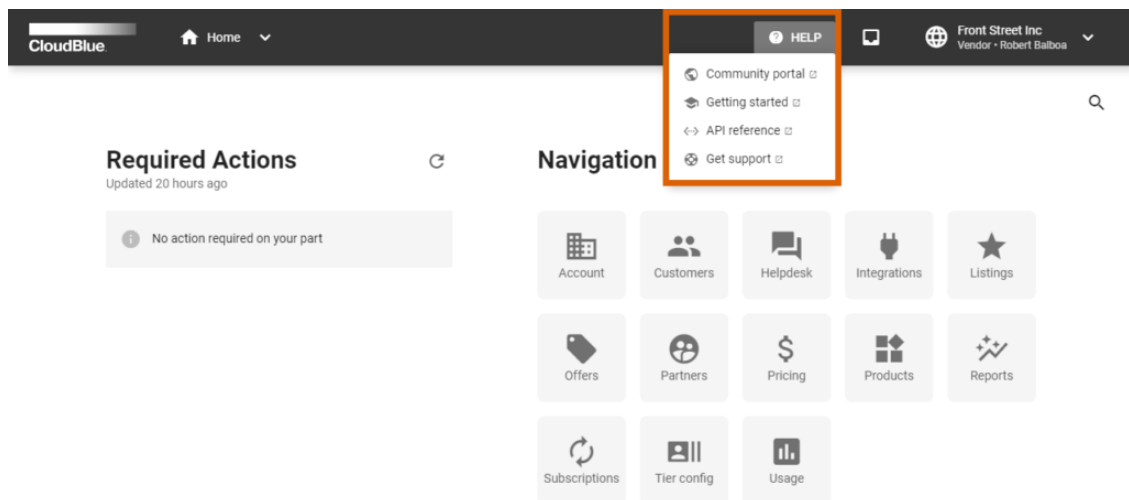 CloudBlue.
Home
HELP
Front Street Inc
Vendor • Robert Balboa
Community portal
Getting started
API reference
Get support
Required Actions
Updated 20 hours ago
No action required on your part
Navigation
Account
Customers
Helpdesk
Integrations
Listings
Offers
Partners
Pricing
Products
Reports
Subscriptions
Tier config
Usage